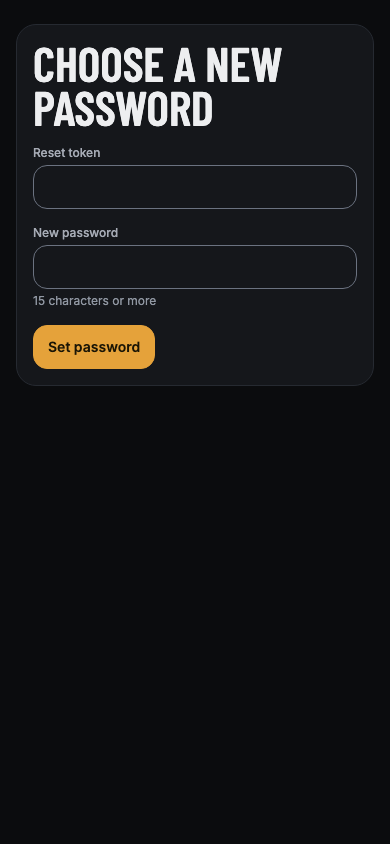 CHOOSE A NEW
PASSWORD
Reset token
New password
15 characters or more
Set password